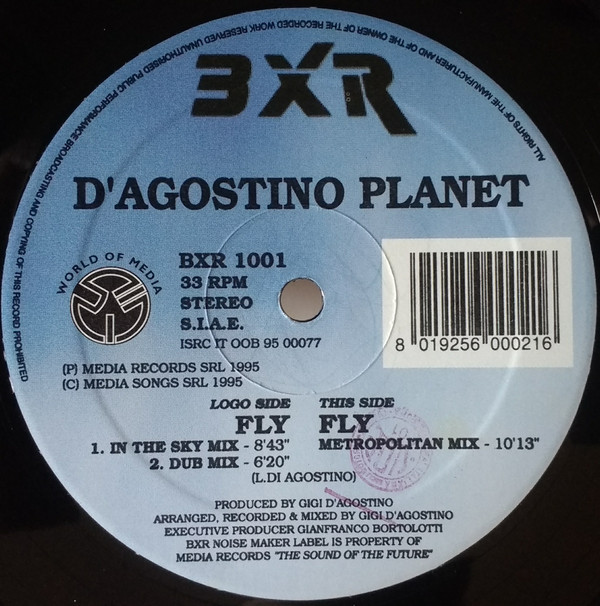 ALL RIGHTS OF THE MANUFACTURER AND OF THE OWNER OF THE RECORDED WORK RESERVED UNAUTHORISED PUBLIC PERFORMANCE BROADCASTING AND COPYING OF THIS RECORD PROHIBITED
BXR
D'AGOSTINO PLANET
WORLD OF MEDIA
BXR 1001
33 RPM
STEREO
S.I.A.E.
ISRC IT OOB 95 00077
8 019256 000216
(P) MEDIA RECORDS SRL 1995
(C) MEDIA SONGS SRL 1995
LOGO SIDE THIS SIDE
FLY FLY
1. IN THE SKY MIX - 8'43" METROPOLITAN MIX - 10'13"
2. DUB MIX - 6'20"
(L.DI AGOSTINO)
PRODUCED BY GIGI D'AGOSTINO
ARRANGED, RECORDED & MIXED BY GIGI D'AGOSTINO
EXECUTIVE PRODUCER GIANFRANCO BORTOLOTTI
BXR NOISE MAKER LABEL IS PROPERTY OF
MEDIA RECORDS "THE SOUND OF THE FUTURE"